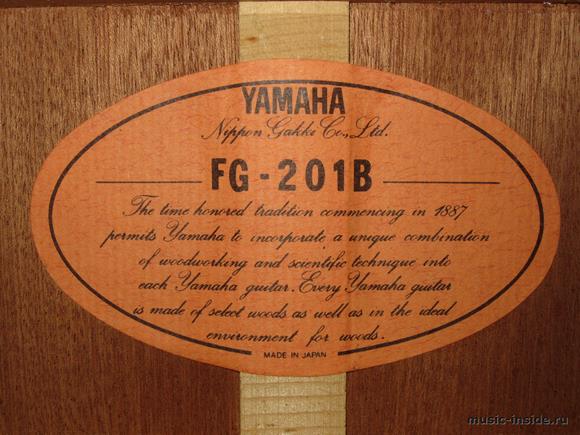 YAMAHA
Nippon Gakki Co., Ltd.
FG-201B
The time honored tradition commencing in 1887
permits Yamaha to incorporate a unique combination
of woodworking and scientific technique into
each Yamaha guitar. Every Yamaha guitar
is made of select woods as well as in the ideal
environment for woods.
MADE IN JAPAN
music-inside.ru